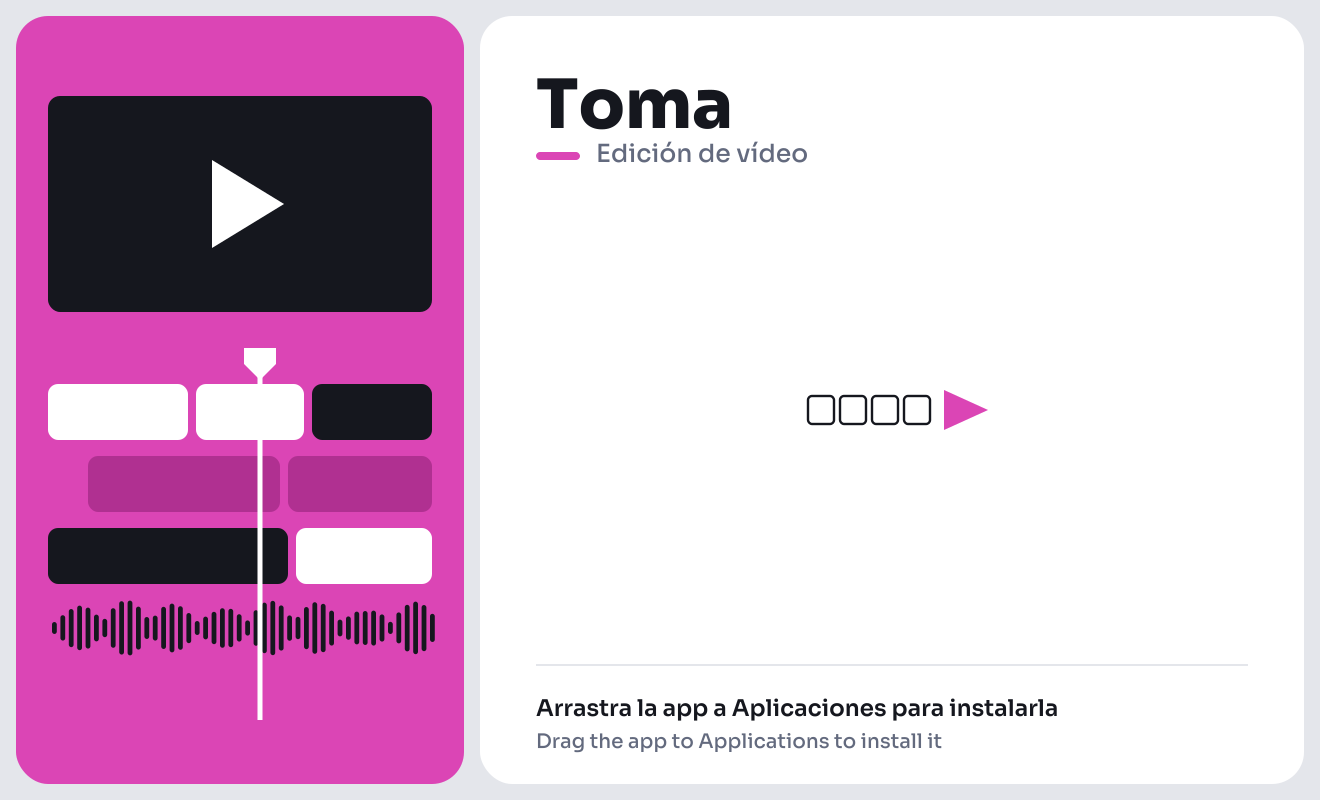 Toma
Edición de vídeo
Arrastra la app a Aplicaciones para instalarla
Drag the app to Applications to install it